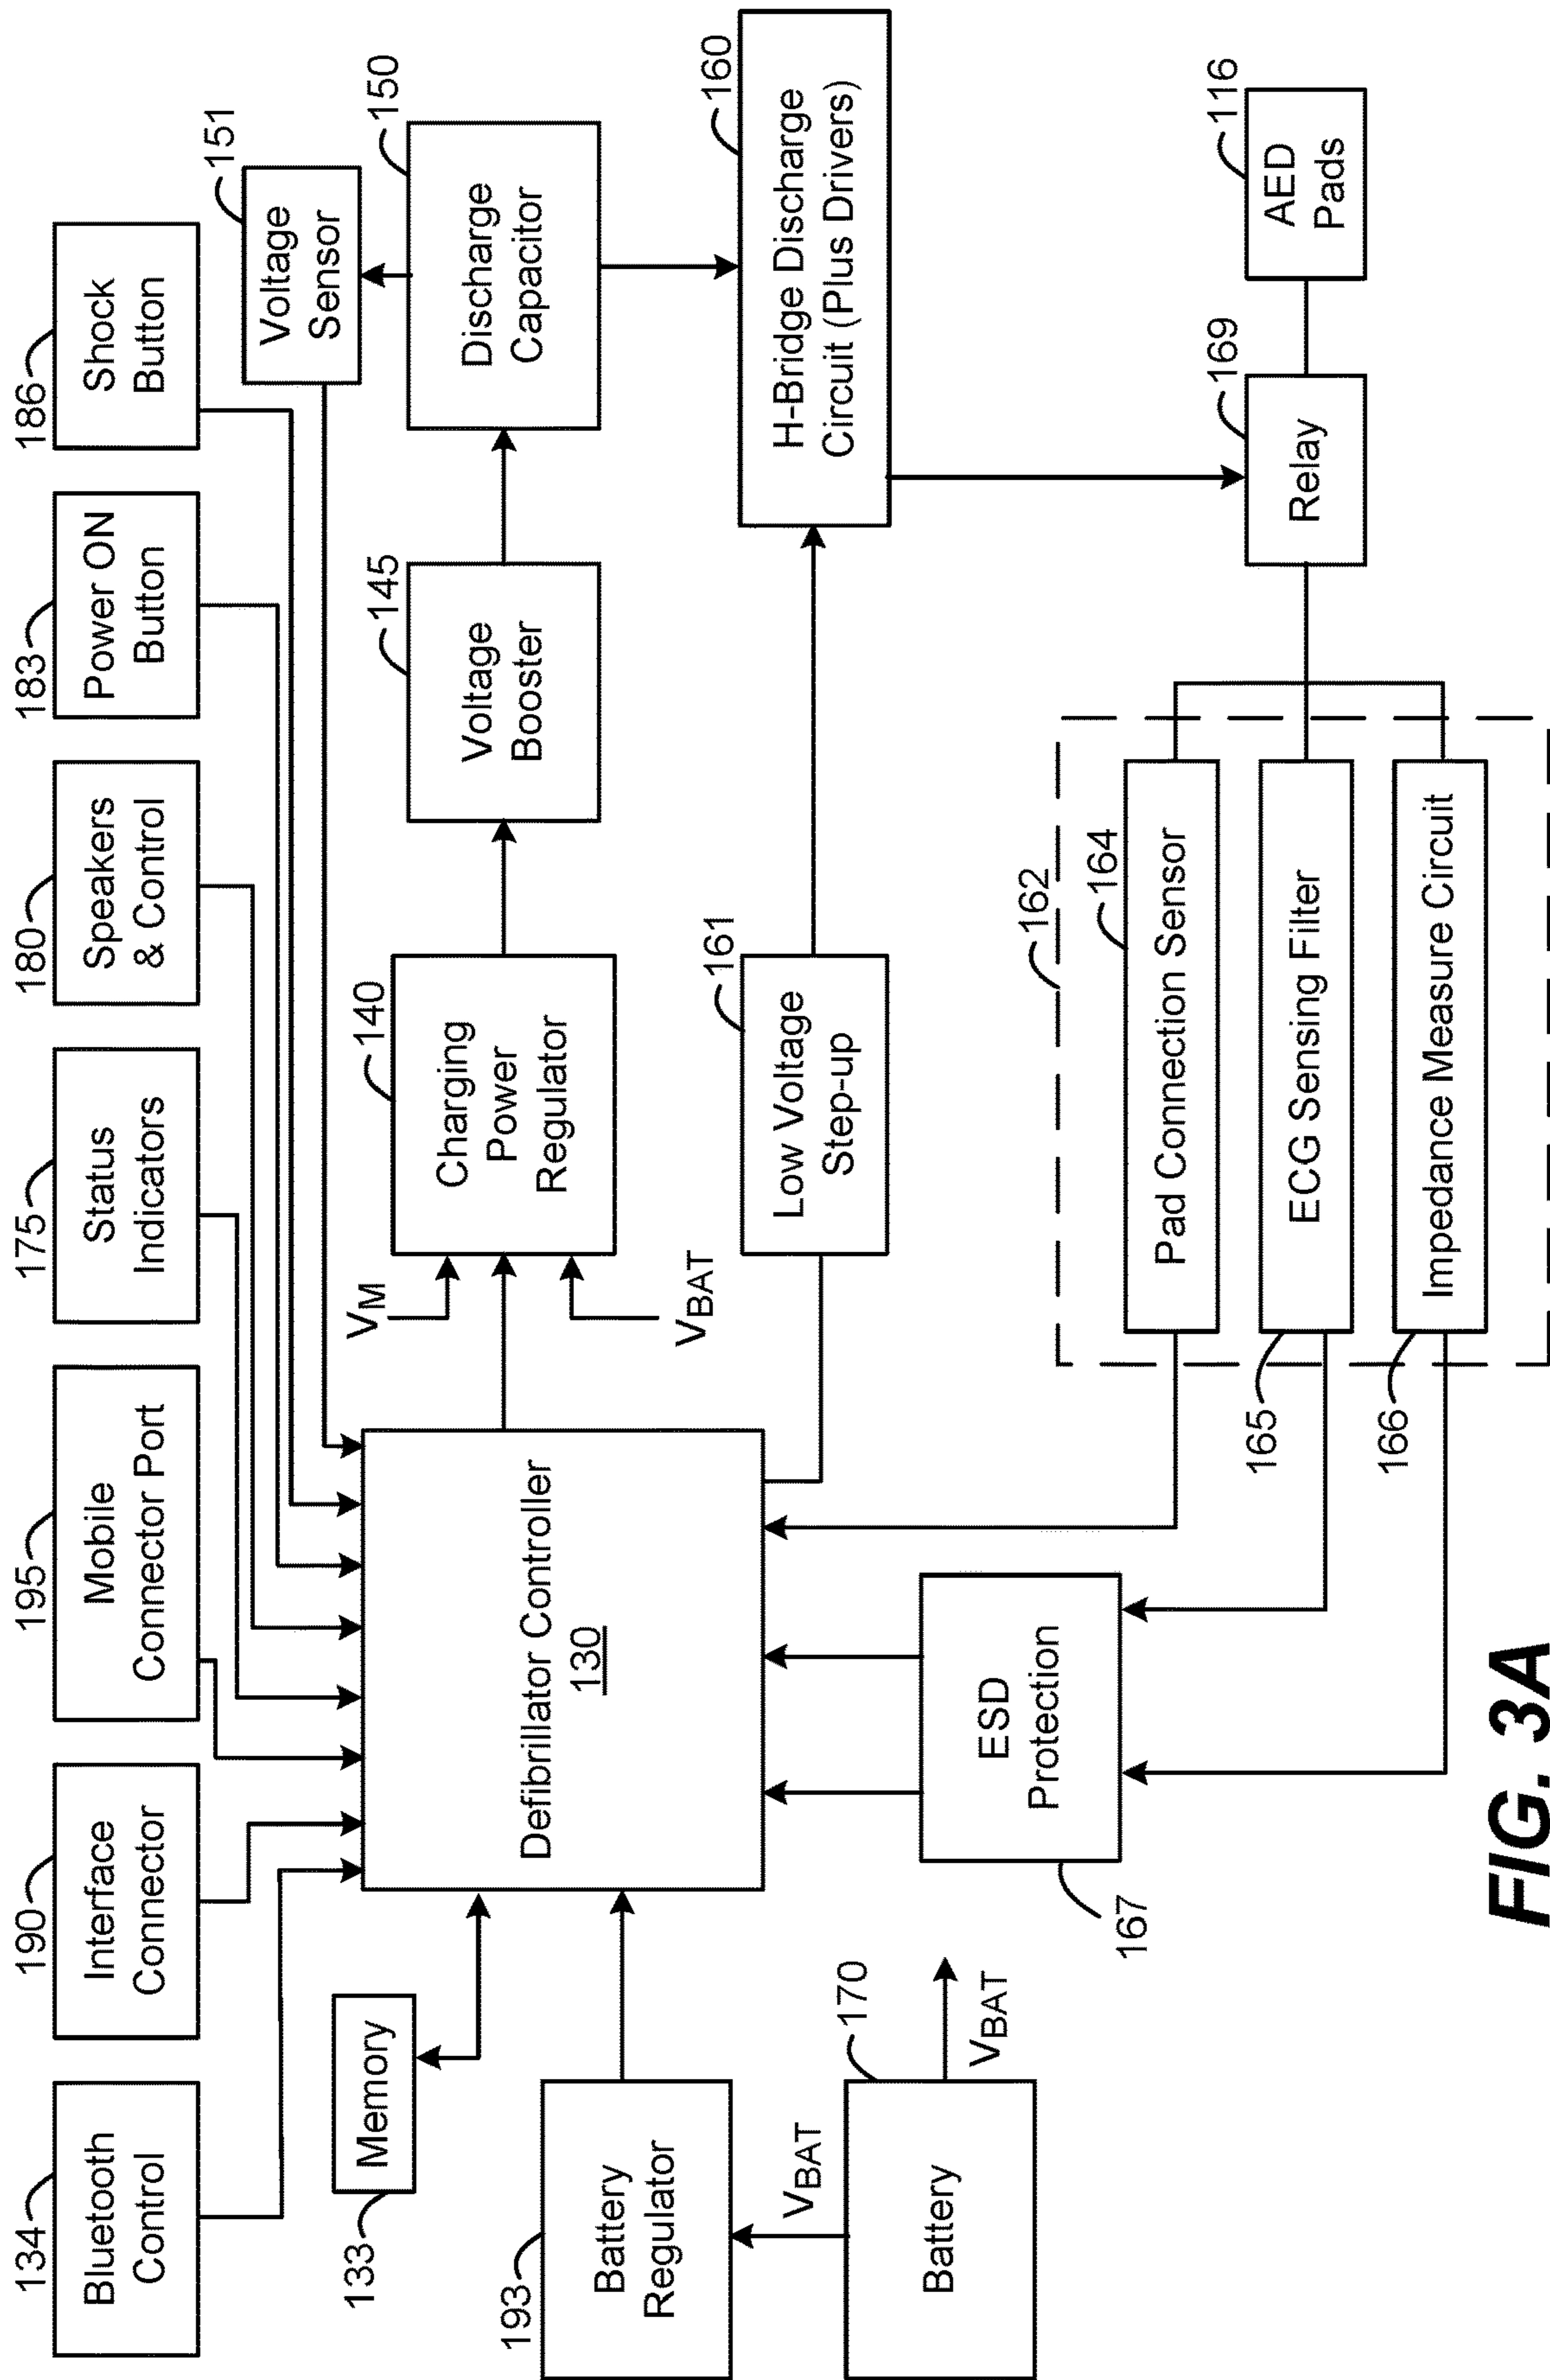 134
Bluetooth
Control
190
Interface
Connector
195
Mobile
Connector Port
175
Status
Indicators
180
Speakers
& Control
183
Power ON
Button
186
Shock
Button
151
Voltage
Sensor
133
Memory
Defibrillator Controller
130
V_M
V_BAT
140
Charging
Power
Regulator
145
Voltage
Booster
150
Discharge
Capacitor
193
Battery
Regulator
V_BAT
170
Battery
V_BAT
161
Low Voltage
Step-up
160
H-Bridge Discharge
Circuit (Plus Drivers)
167
ESD
Protection
162
164
Pad Connection Sensor
165
ECG Sensing Filter
166
Impedance Measure Circuit
169
Relay
116
AED
Pads
FIG. 3A